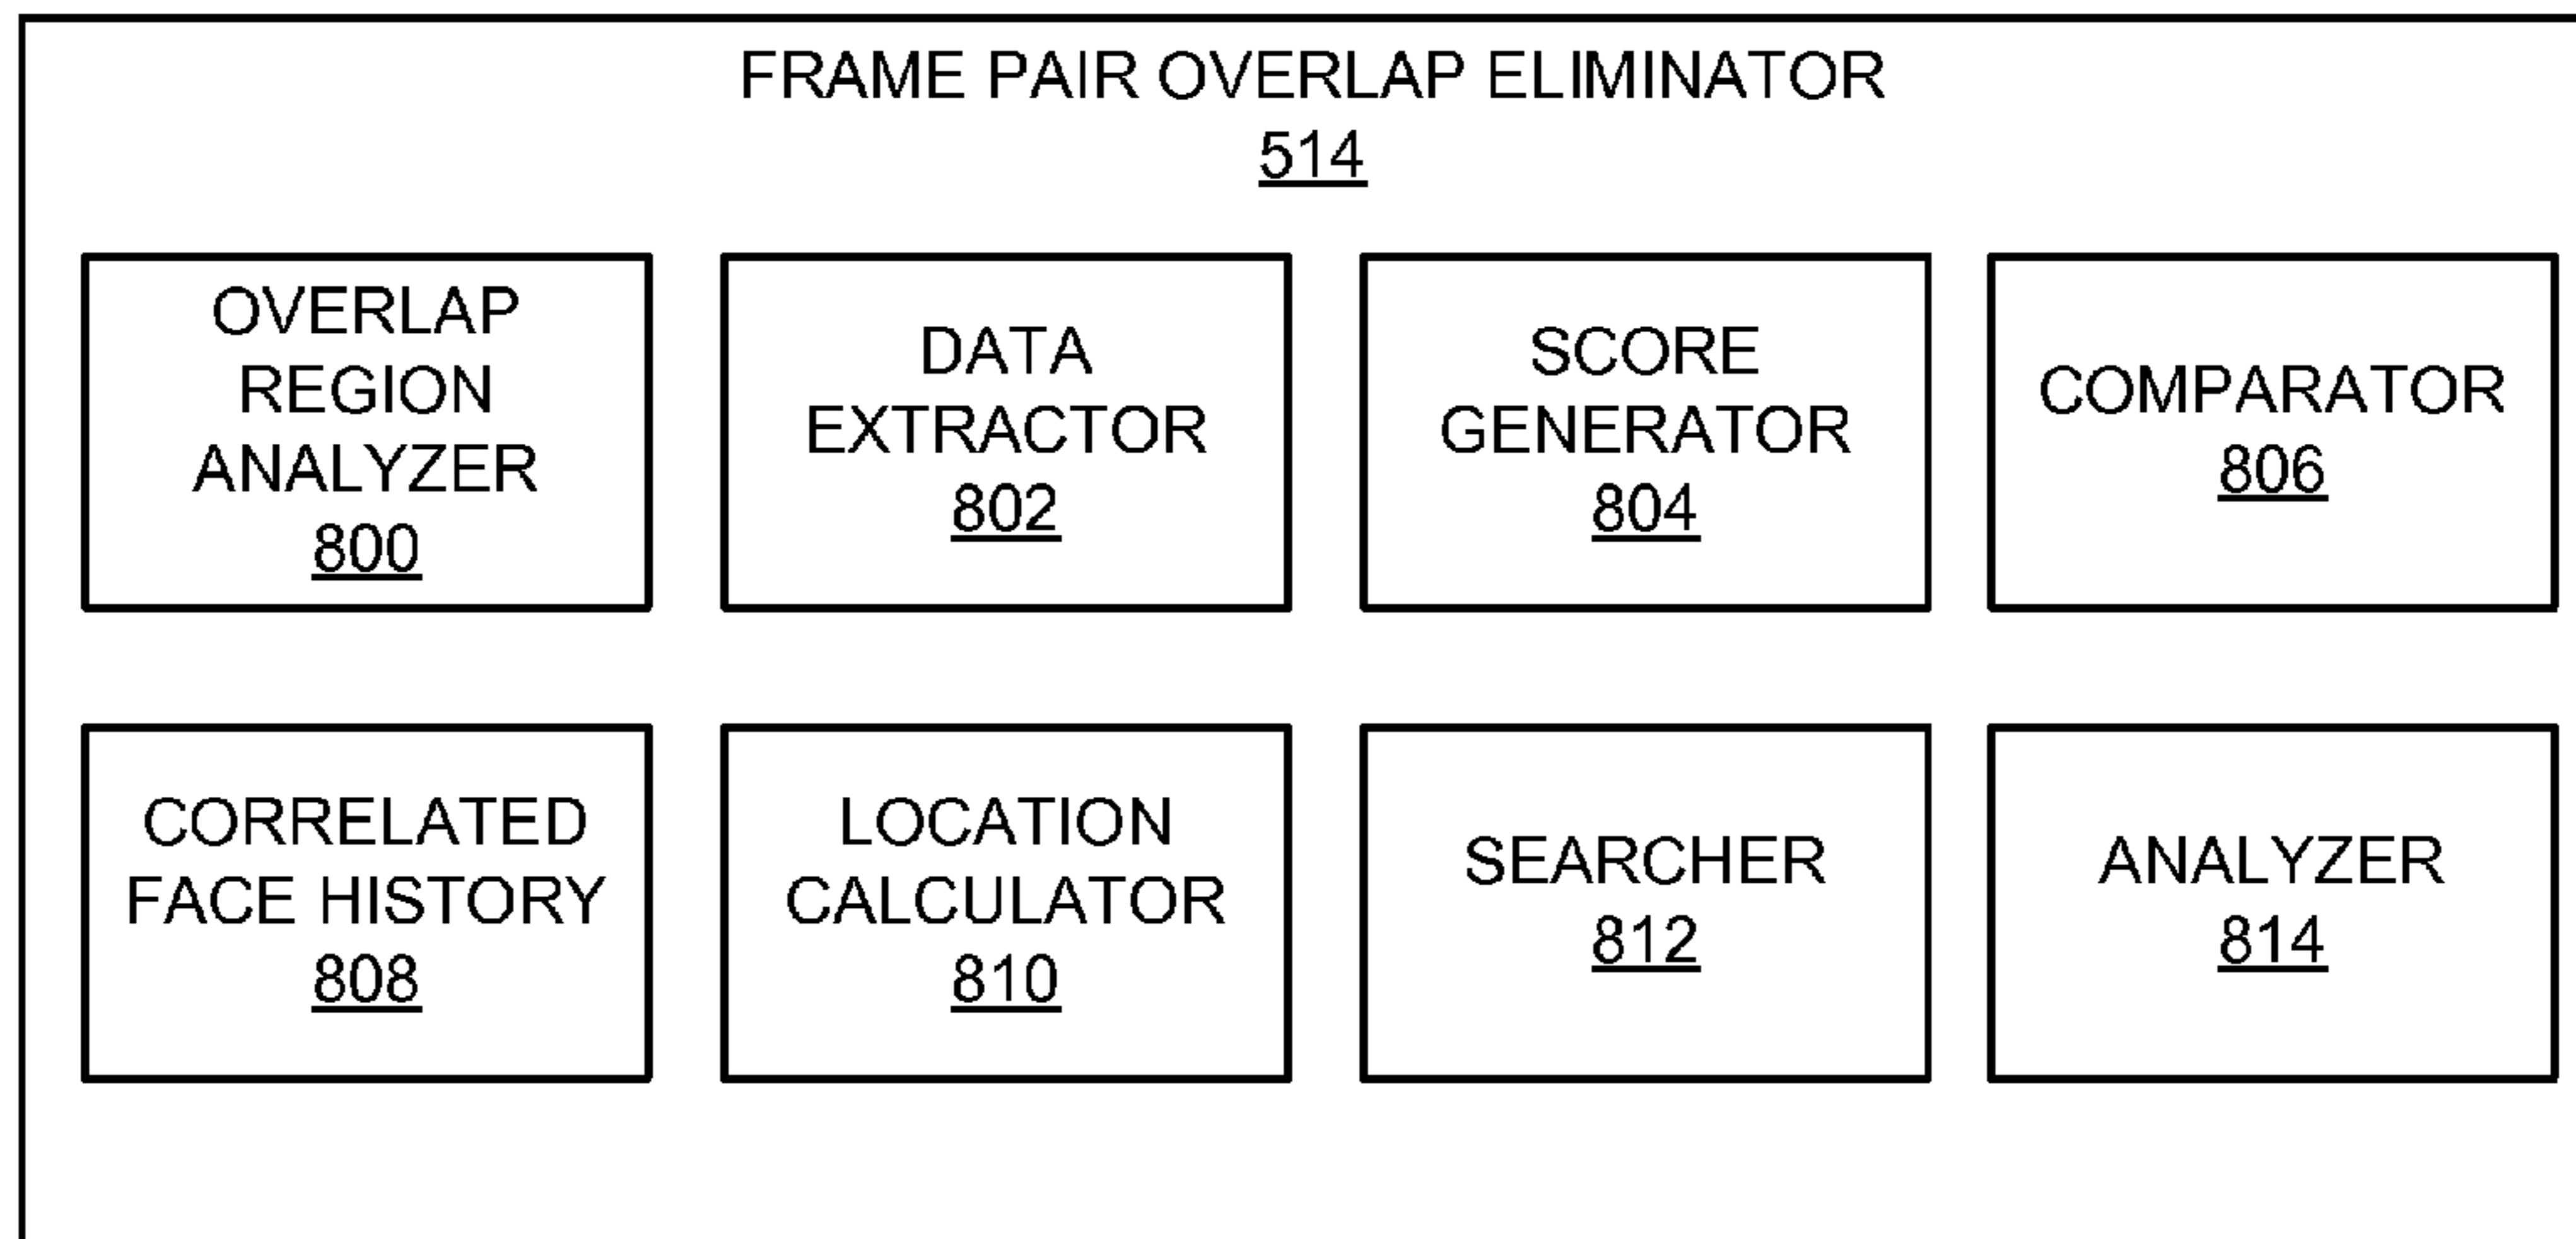 FRAME PAIR OVERLAP ELIMINATOR
514
OVERLAP
REGION
ANALYZER
800
DATA
EXTRACTOR
802
SCORE
GENERATOR
804
COMPARATOR
806
CORRELATED
FACE HISTORY
808
LOCATION
CALCULATOR
810
SEARCHER
812
ANALYZER
814